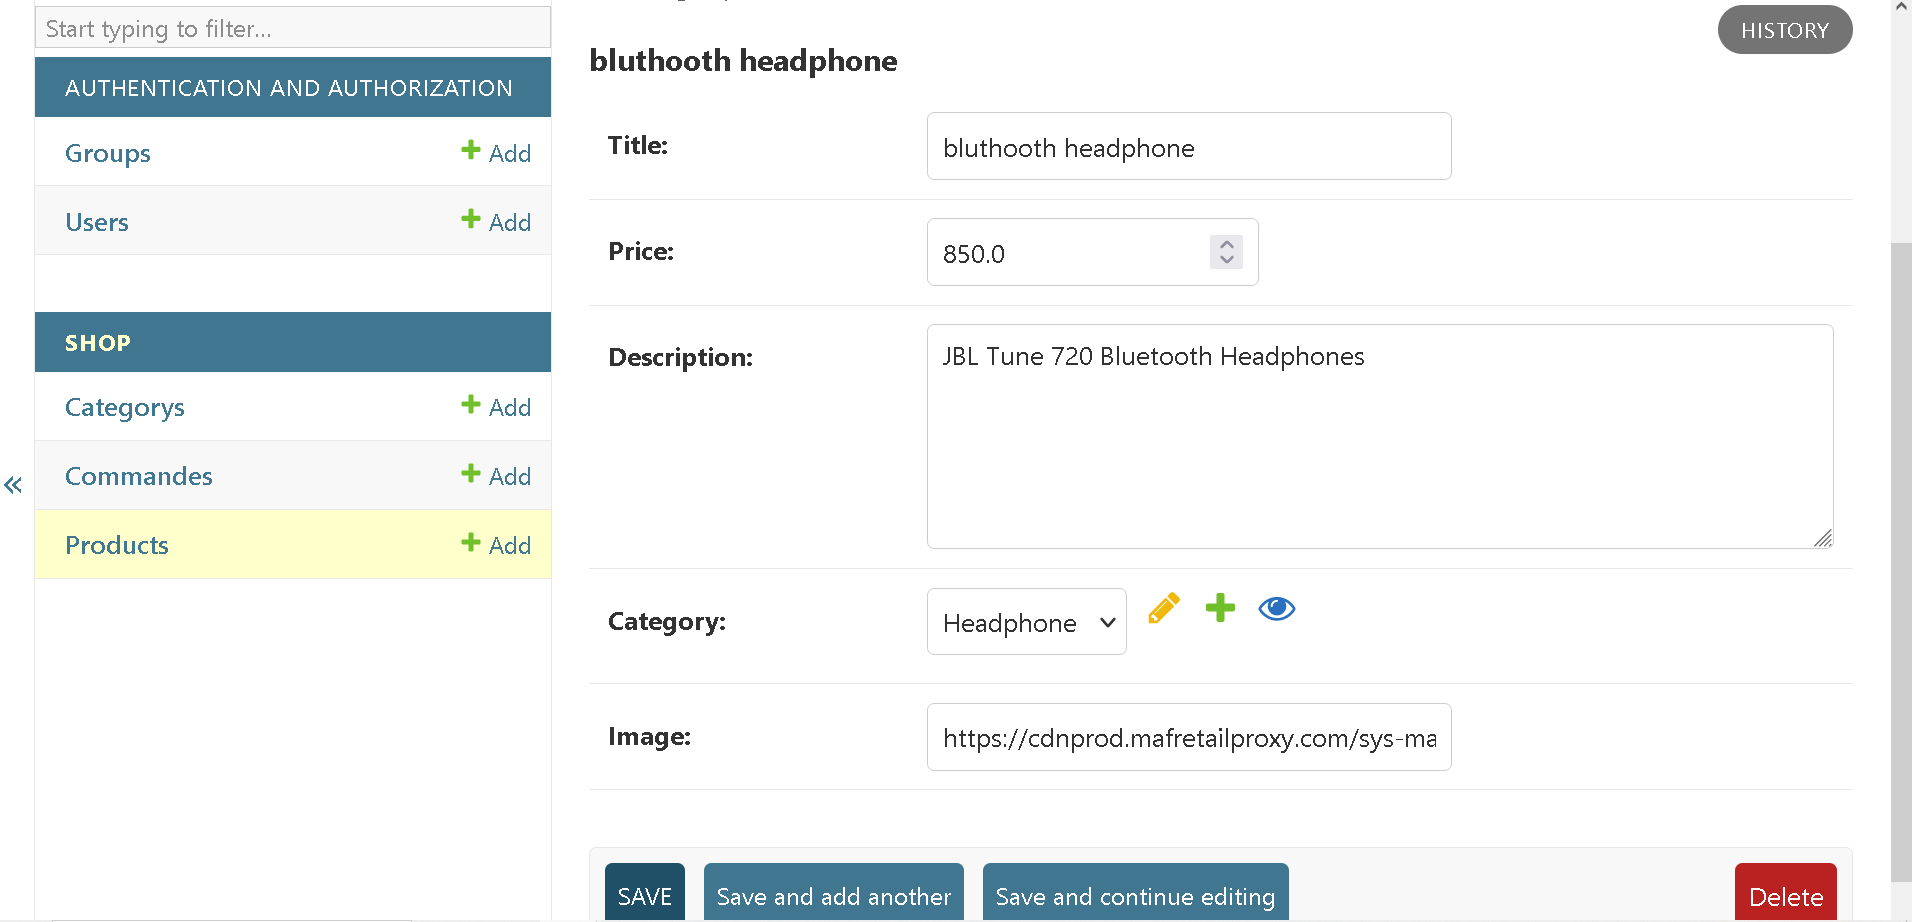 Start typing to filter...
AUTHENTICATION AND AUTHORIZATION
Groups + Add
Users + Add
SHOP
Categorys + Add
Commandes + Add
Products + Add
«
HISTORY
bluthooth headphone
Title: bluthooth headphone
Price: 850.0
Description: JBL Tune 720 Bluetooth Headphones
Category: Headphone
Image: https://cdnprod.mafretailproxy.com/sys-ma
SAVE Save and add another Save and continue editing Delete